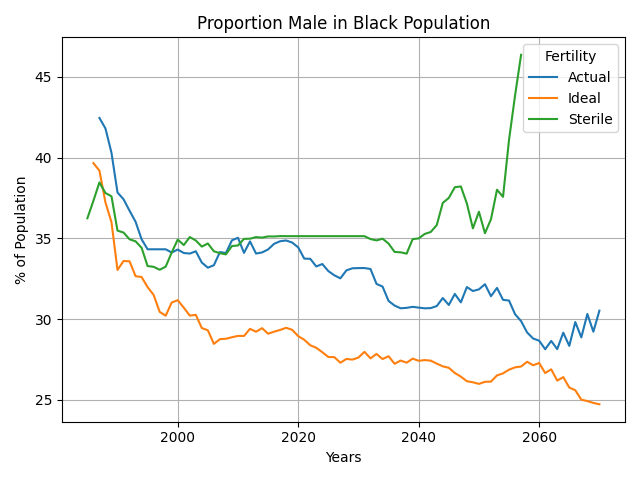 Proportion Male in Black Population
Fertility
Actual
Ideal
Sterile
% of Population
45
40
35
30
25
2000
2020
2040
2060
Years